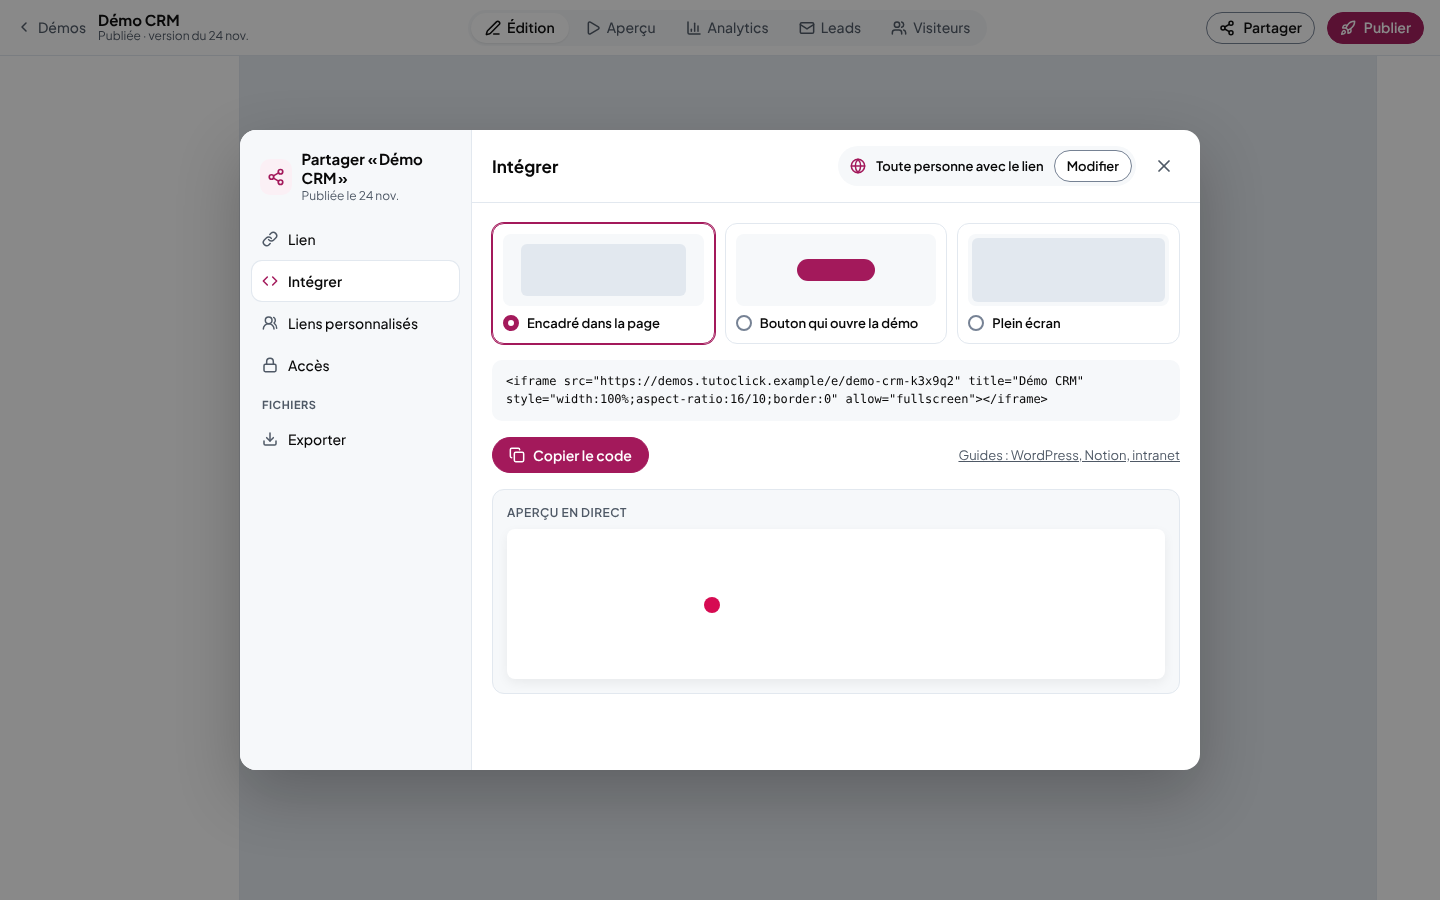 Démos
Démo CRM
Publiée · version du 24 nov.
Édition
Aperçu
Analytics
Leads
Visiteurs
Partager
Publier
Partager « Démo
CRM »
Publiée le 24 nov.
Lien
Intégrer
Liens personnalisés
Accès
FICHIERS
Exporter
Intégrer
Toute personne avec le lien
Modifier
Encadré dans la page
Bouton qui ouvre la démo
Plein écran
<iframe src="https://demos.tutoclick.example/e/demo-crm-k3x9q2" title="Démo CRM"
style="width:100%;aspect-ratio:16/10;border:0" allow="fullscreen"></iframe>
Copier le code
Guides : WordPress, Notion, intranet
APERÇU EN DIRECT